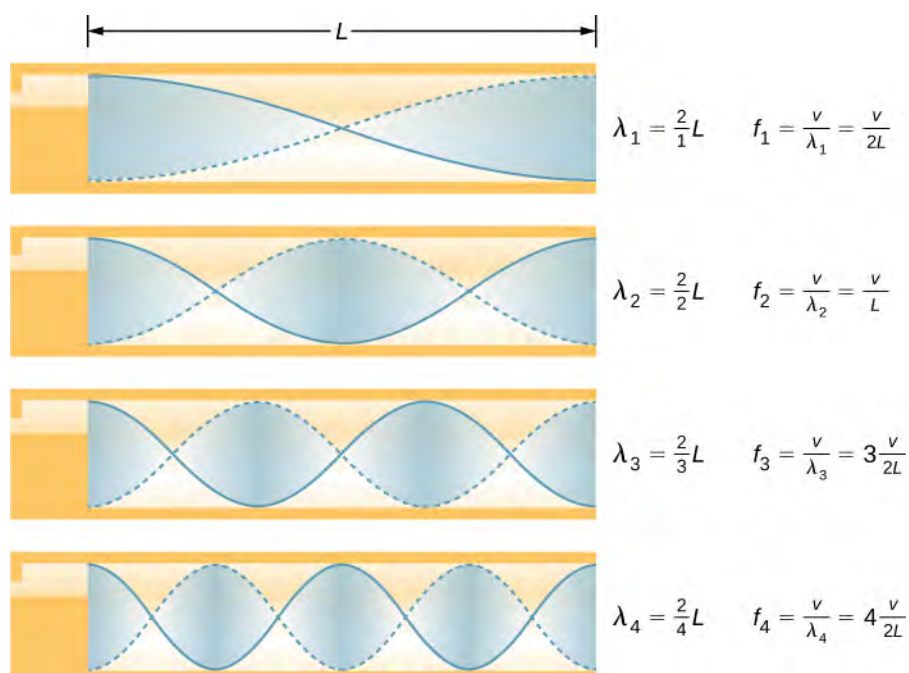 L
λ₁ = 2/1 L f₁ = v/λ₁ = v/2L
λ₂ = 2/2 L f₂ = v/λ₂ = v/L
λ₃ = 2/3 L f₃ = v/λ₃ = 3 v/2L
λ₄ = 2/4 L f₄ = v/λ₄ = 4 v/2L